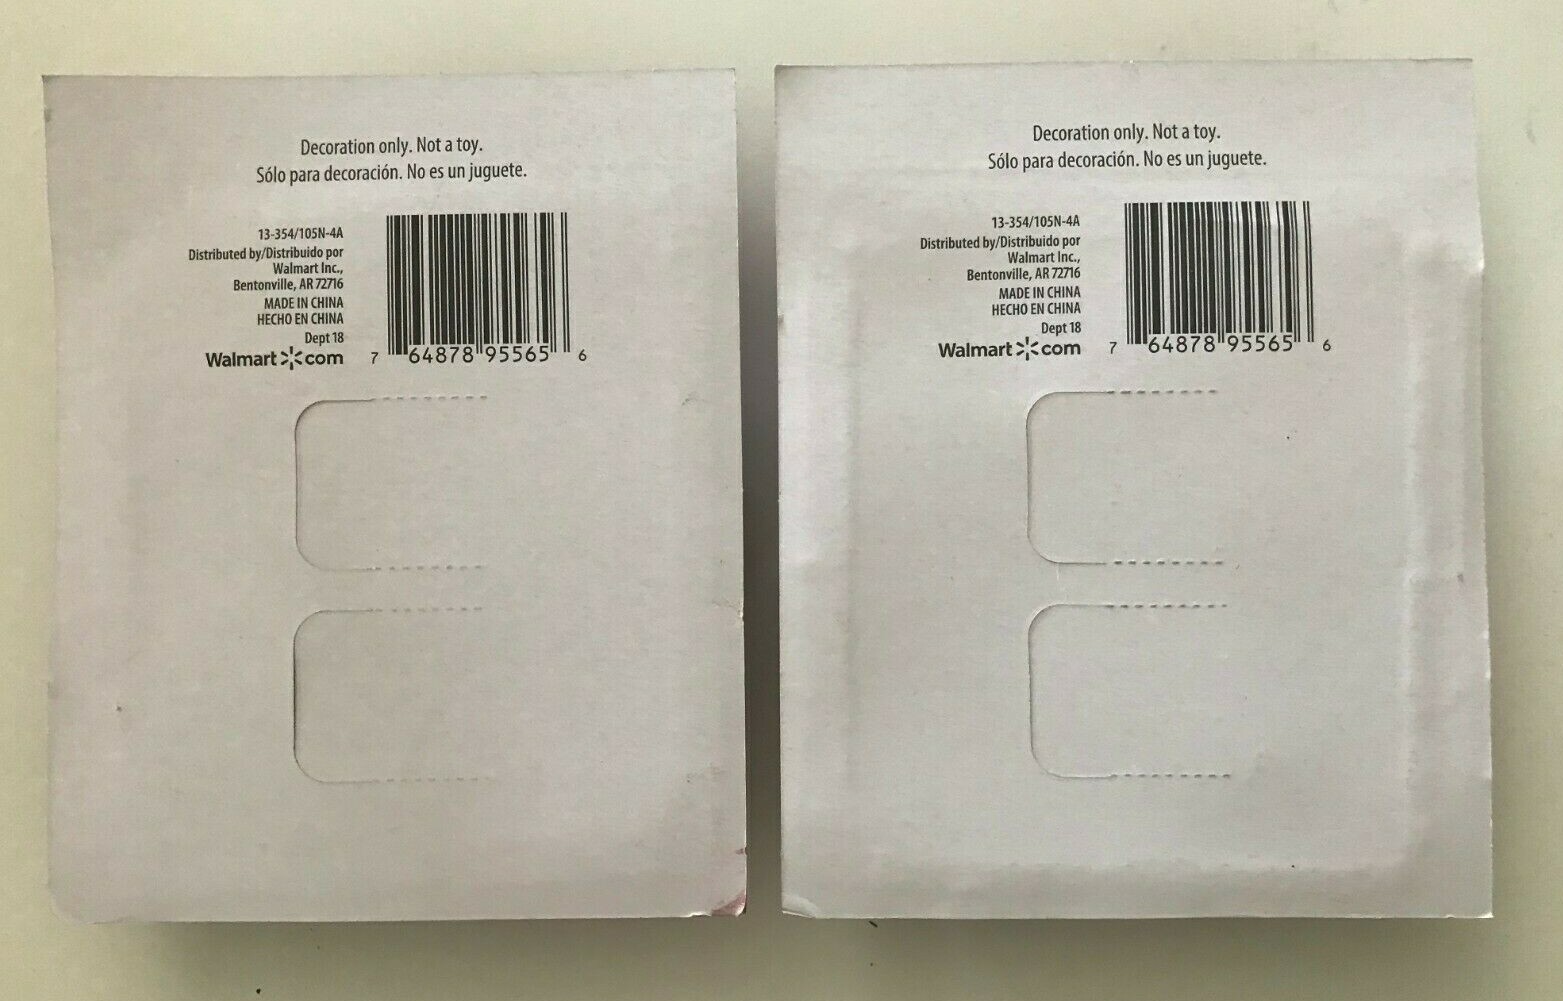 Decoration only. Not a toy.
Sólo para decoración. No es un juguete.
13-354/105N-4A
Distributed by/Distribuido por
Walmart Inc.,
Bentonville, AR 72716
MADE IN CHINA
HECHO EN CHINA
Dept 18
Walmart com
7 64878 95565 6
Decoration only. Not a toy.
Sólo para decoración. No es un juguete.
13-354/105N-4A
Distributed by/Distribuido por
Walmart Inc.,
Bentonville, AR 72716
MADE IN CHINA
HECHO EN CHINA
Dept 18
Walmart com
7 64878 95565 6